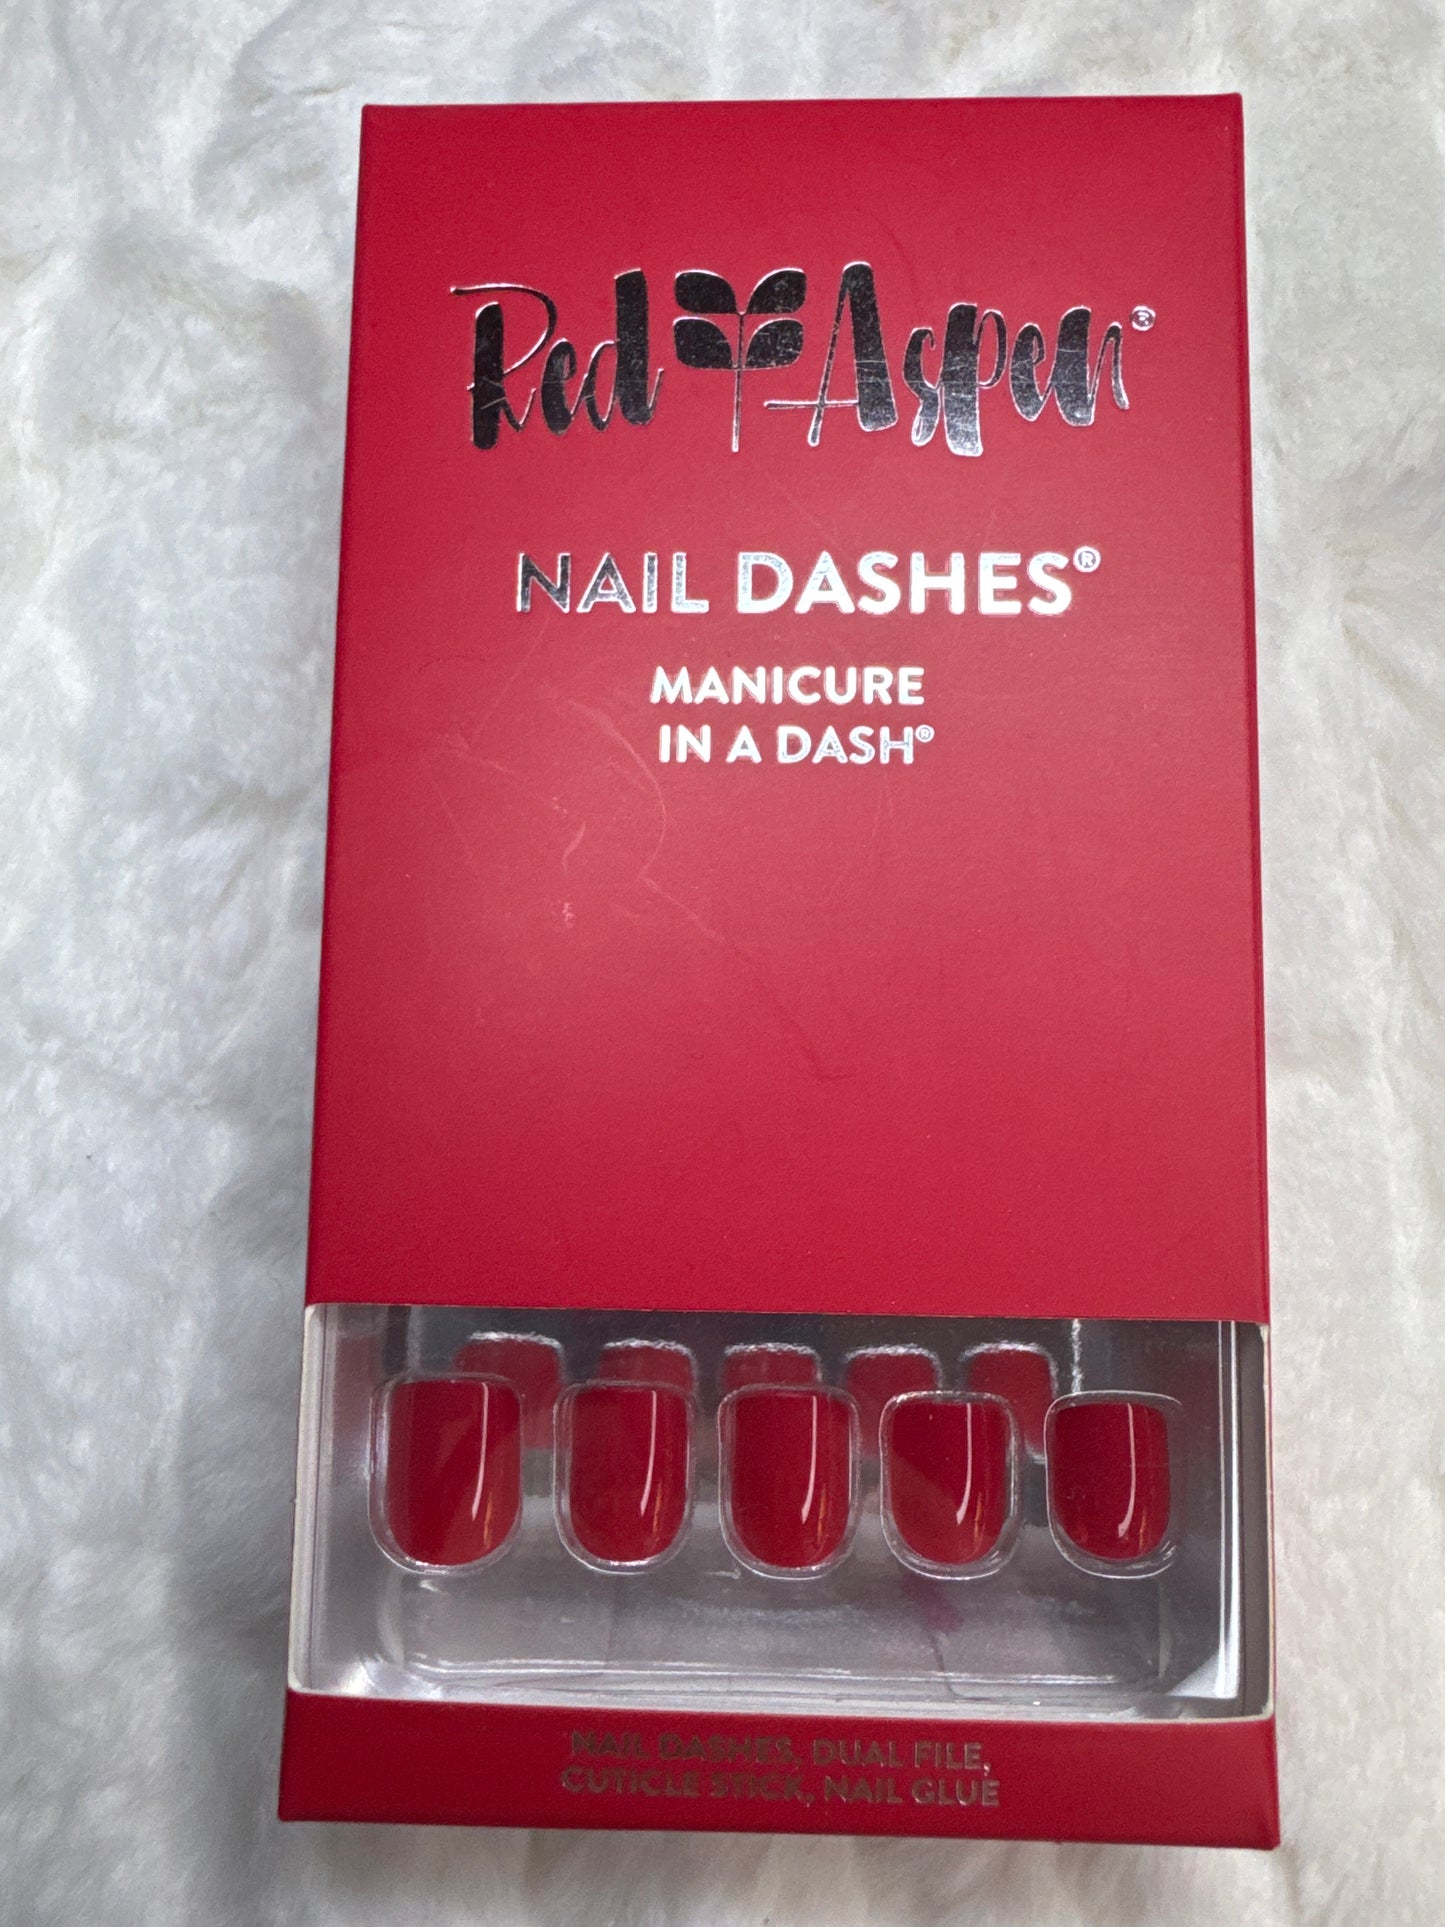 Red Aspen®
NAIL DASHES®
MANICURE
IN A DASH®
NAIL DASHES, DUAL FILE,
CUTICLE STICK, NAIL GLUE